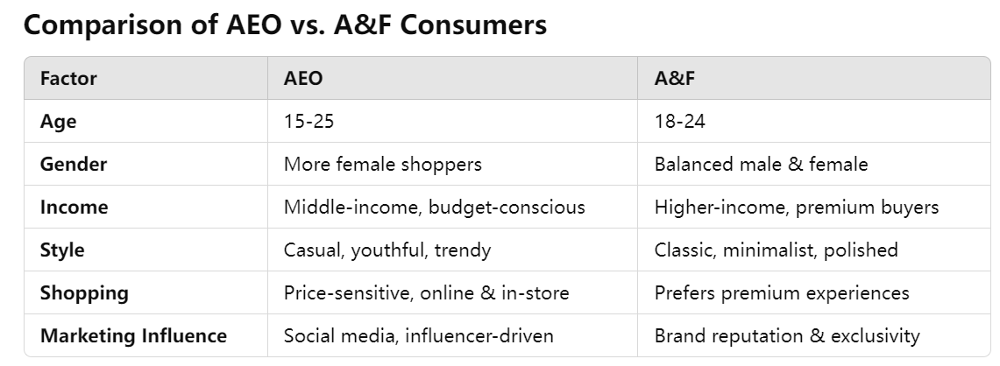 Comparison of AEO vs. A&F Consumers
Factor AEO A&F
Age 15-25 18-24
Gender More female shoppers Balanced male & female
Income Middle-income, budget-conscious Higher-income, premium buyers
Style Casual, youthful, trendy Classic, minimalist, polished
Shopping Price-sensitive, online & in-store Prefers premium experiences
Marketing Influence Social media, influencer-driven Brand reputation & exclusivity